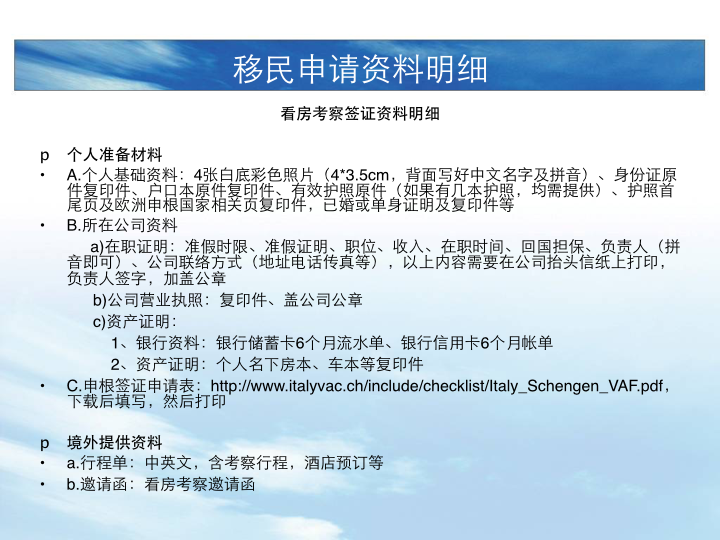 移民申请资料明细
看房考察签证资料明细
p 个人准备材料
• A.个人基础资料：4张白底彩色照片（4*3.5cm，背面写好中文名字及拼音）、身份证原
件复印件、户口本原件复印件、有效护照原件（如果有几本护照，均需提供）、护照首
尾页及欧洲申根国家相关页复印件，已婚或单身证明及复印件等
• B.所在公司资料
a)在职证明：准假时限、准假证明、职位、收入、在职时间、回国担保、负责人（拼
音即可）、公司联络方式（地址电话传真等），以上内容需要在公司抬头信纸上打印，
负责人签字，加盖公章
b)公司营业执照：复印件、盖公司公章
c)资产证明：
1、银行资料：银行储蓄卡6个月流水单、银行信用卡6个月帐单
2、资产证明：个人名下房本、车本等复印件
• C.申根签证申请表：http://www.italyvac.ch/include/checklist/Italy_Schengen_VAF.pdf，
下载后填写，然后打印
p 境外提供资料
• a.行程单：中英文，含考察行程，酒店预订等
• b.邀请函：看房考察邀请函